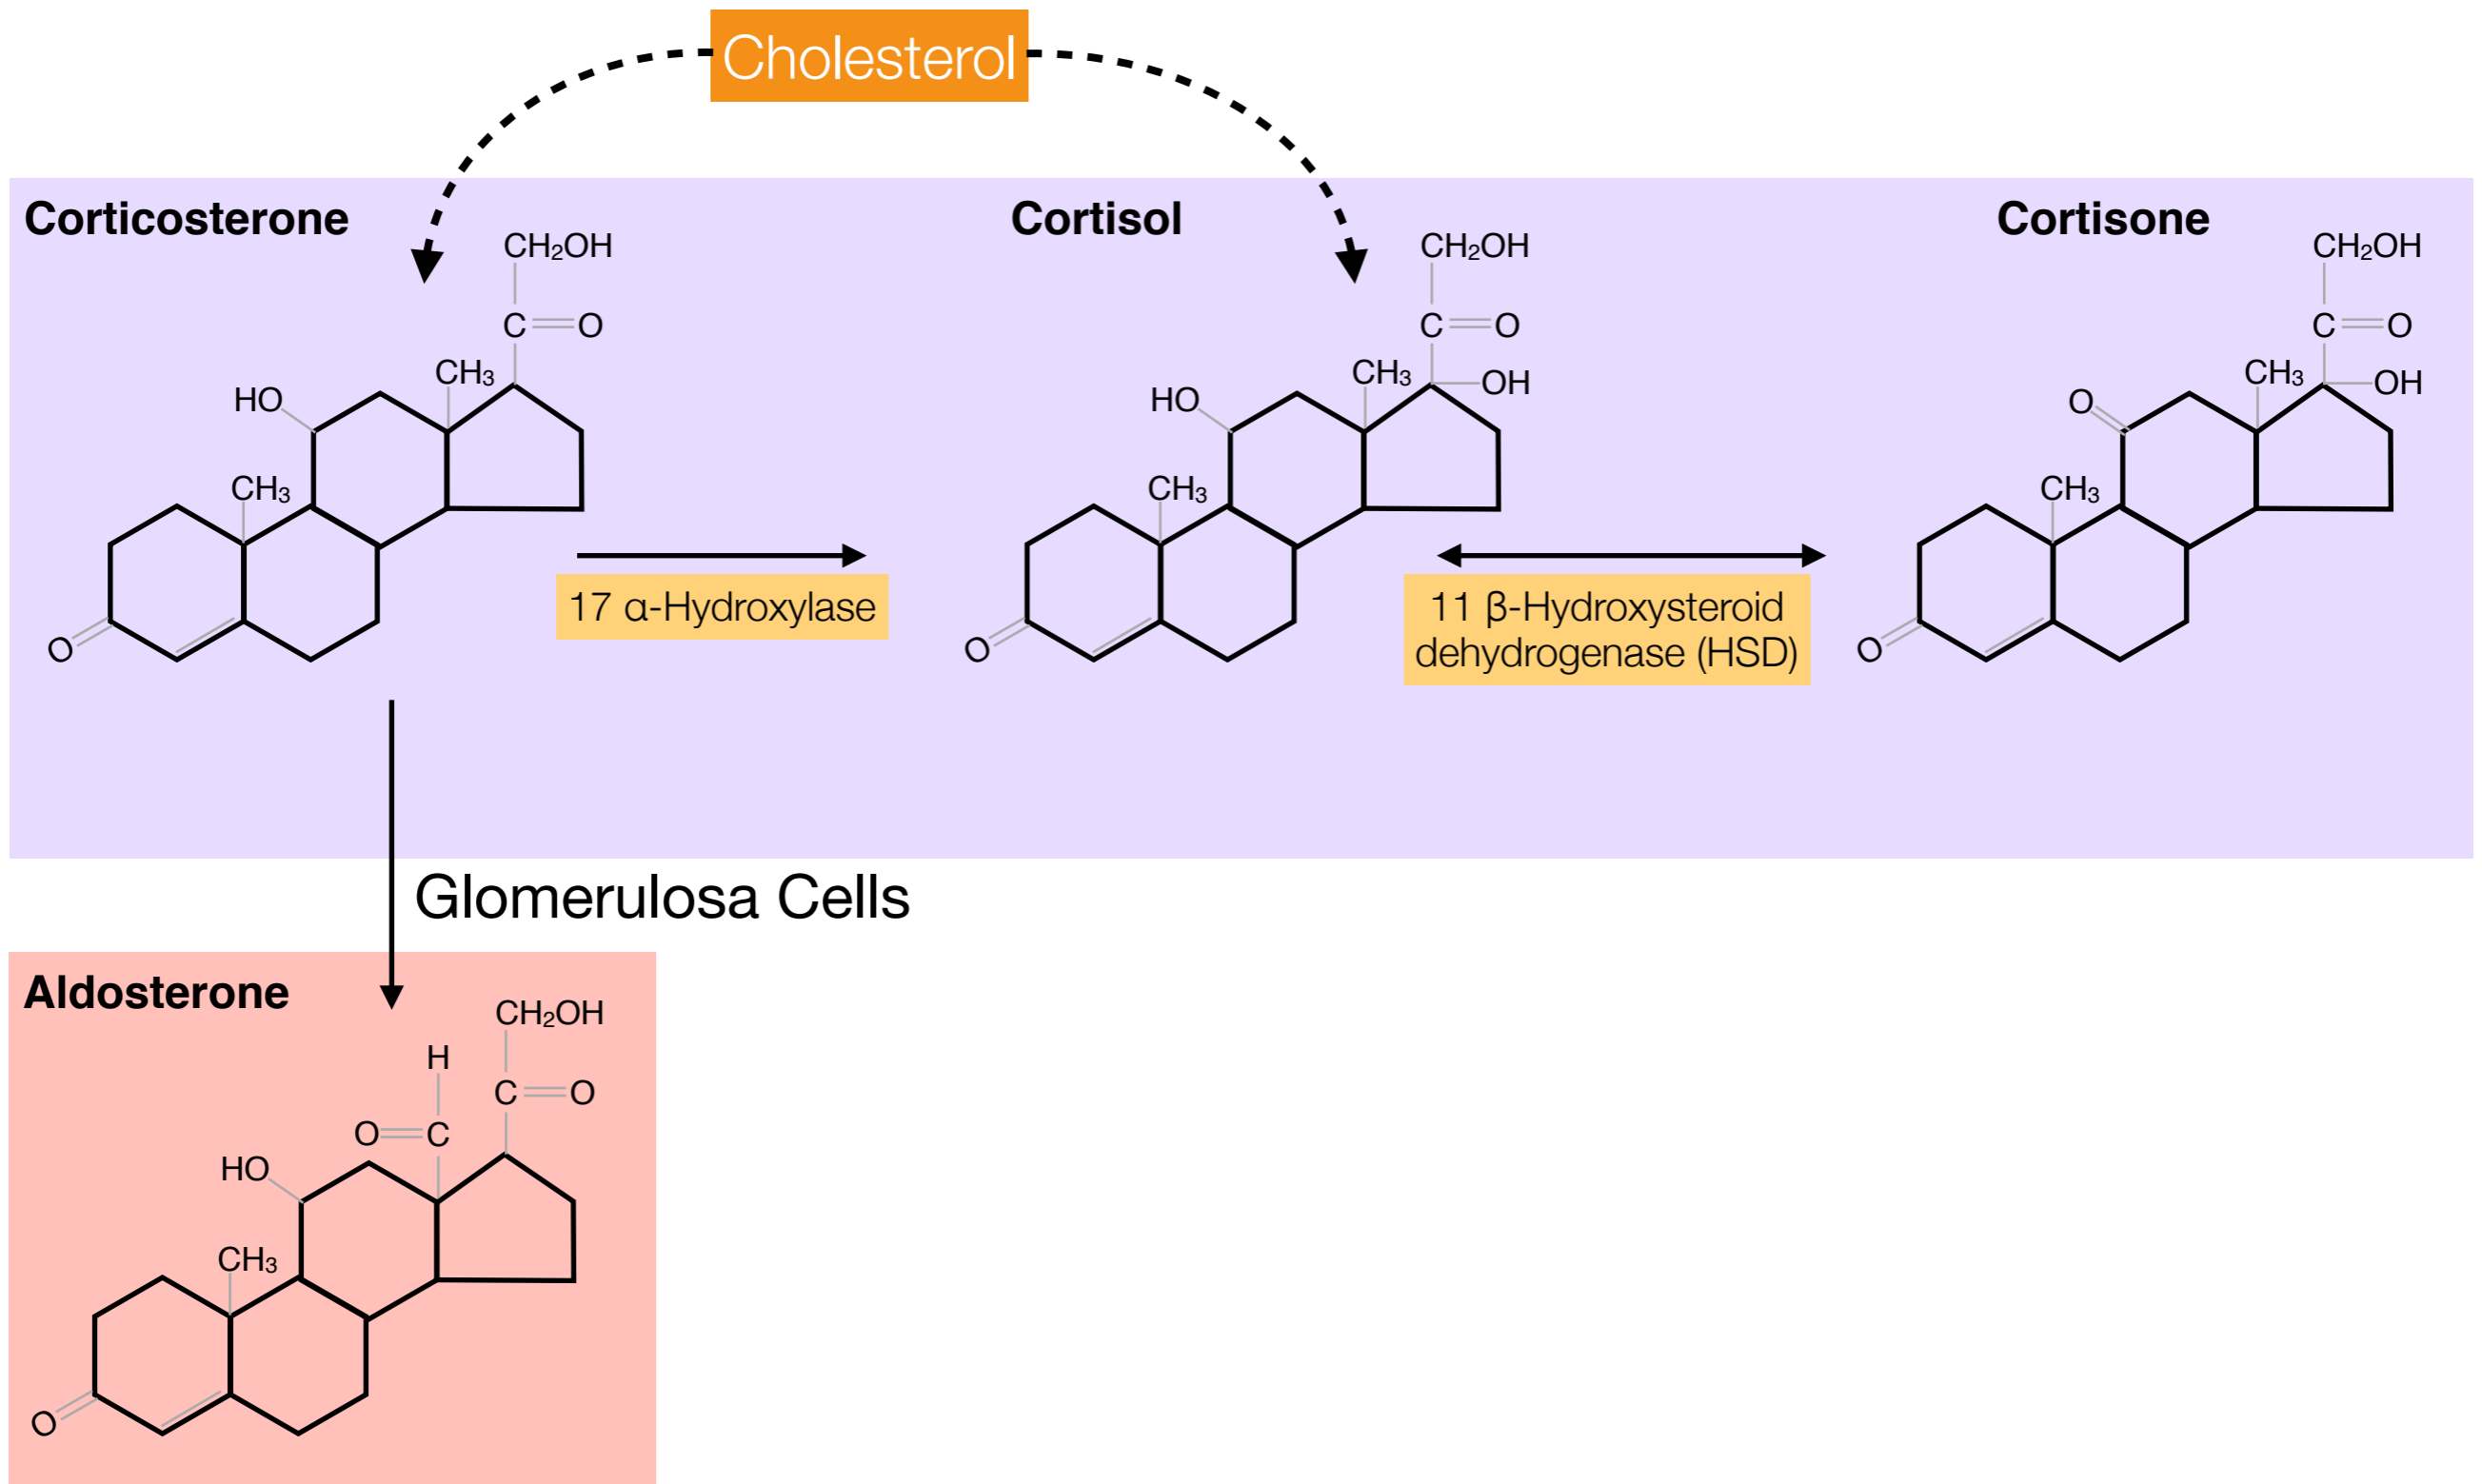 Cholesterol
Corticosterone
CH₂OH
C
O
CH₃
HO
CH₃
O
17 α-Hydroxylase
Cortisol
CH₂OH
C
O
CH₃
OH
HO
CH₃
O
11 β-Hydroxysteroid
dehydrogenase (HSD)
Cortisone
CH₂OH
C
O
CH₃
OH
O
CH₃
O
Glomerulosa Cells
Aldosterone
CH₂OH
H
C
O
O
C
HO
CH₃
O